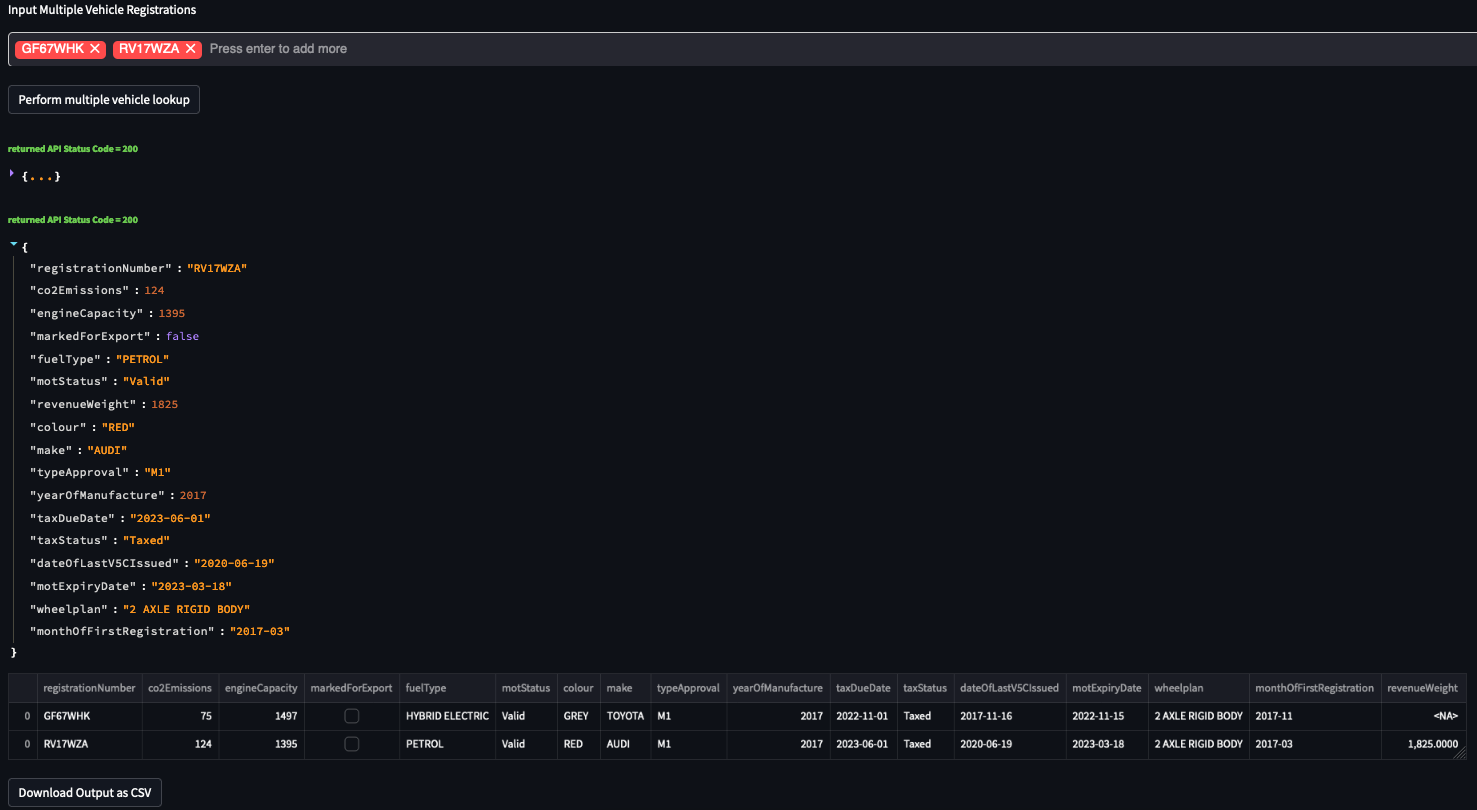 Input Multiple Vehicle Registrations
GF67WHK ✕ RV17WZA ✕ Press enter to add more
Perform multiple vehicle lookup
returned API Status Code = 200
{...}
returned API Status Code = 200
{
"registrationNumber" : "RV17WZA"
"co2Emissions" : 124
"engineCapacity" : 1395
"markedForExport" : false
"fuelType" : "PETROL"
"motStatus" : "Valid"
"revenueWeight" : 1825
"colour" : "RED"
"make" : "AUDI"
"typeApproval" : "M1"
"yearOfManufacture" : 2017
"taxDueDate" : "2023-06-01"
"taxStatus" : "Taxed"
"dateOfLastV5CIssued" : "2020-06-19"
"motExpiryDate" : "2023-03-18"
"wheelplan" : "2 AXLE RIGID BODY"
"monthOfFirstRegistration" : "2017-03"
}
registrationNumber co2Emissions engineCapacity markedForExport fuelType motStatus colour make typeApproval yearOfManufacture taxDueDate taxStatus dateOfLastV5CIssued motExpiryDate wheelplan monthOfFirstRegistration revenueWeight
0 GF67WHK 75 1497 HYBRID ELECTRIC Valid GREY TOYOTA M1 2017 2022-11-01 Taxed 2017-11-16 2022-11-15 2 AXLE RIGID BODY 2017-11 <NA>
0 RV17WZA 124 1395 PETROL Valid RED AUDI M1 2017 2023-06-01 Taxed 2020-06-19 2023-03-18 2 AXLE RIGID BODY 2017-03 1,825.0000
Download Output as CSV